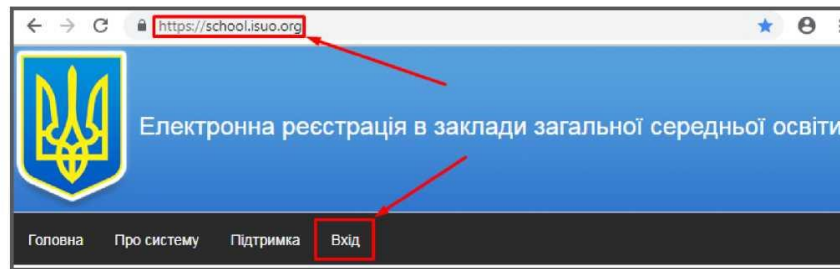 https://school.isuo.org
Електронна реєстрація в заклади загальної середньої освіти
Головна Про систему Підтримка Вхід